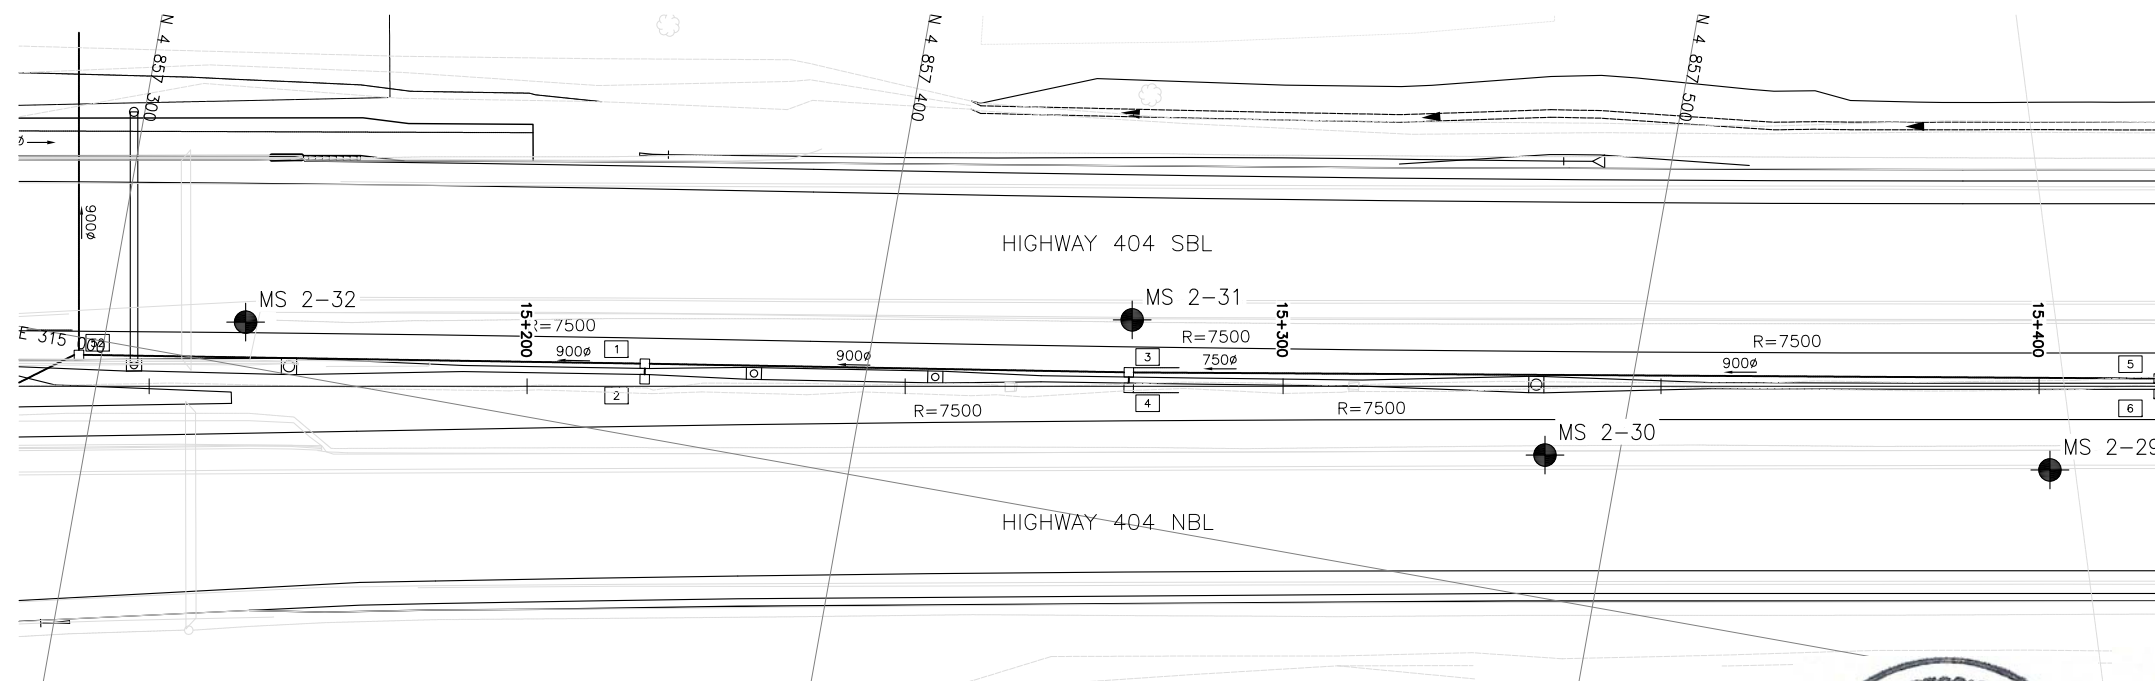 N 4 857 300
N 4 857 400
N 4 857 500
ø
900ø
HIGHWAY 404 SBL
MS 2-32
MS 2-31
15+200
15+300
15+400
R=7500
R=7500
R=7500
E 315 000
52
900ø
1
900ø
3
750ø
900ø
5
2
4
6
R=7500
R=7500
MS 2-30
MS 2-29
HIGHWAY 404 NBL